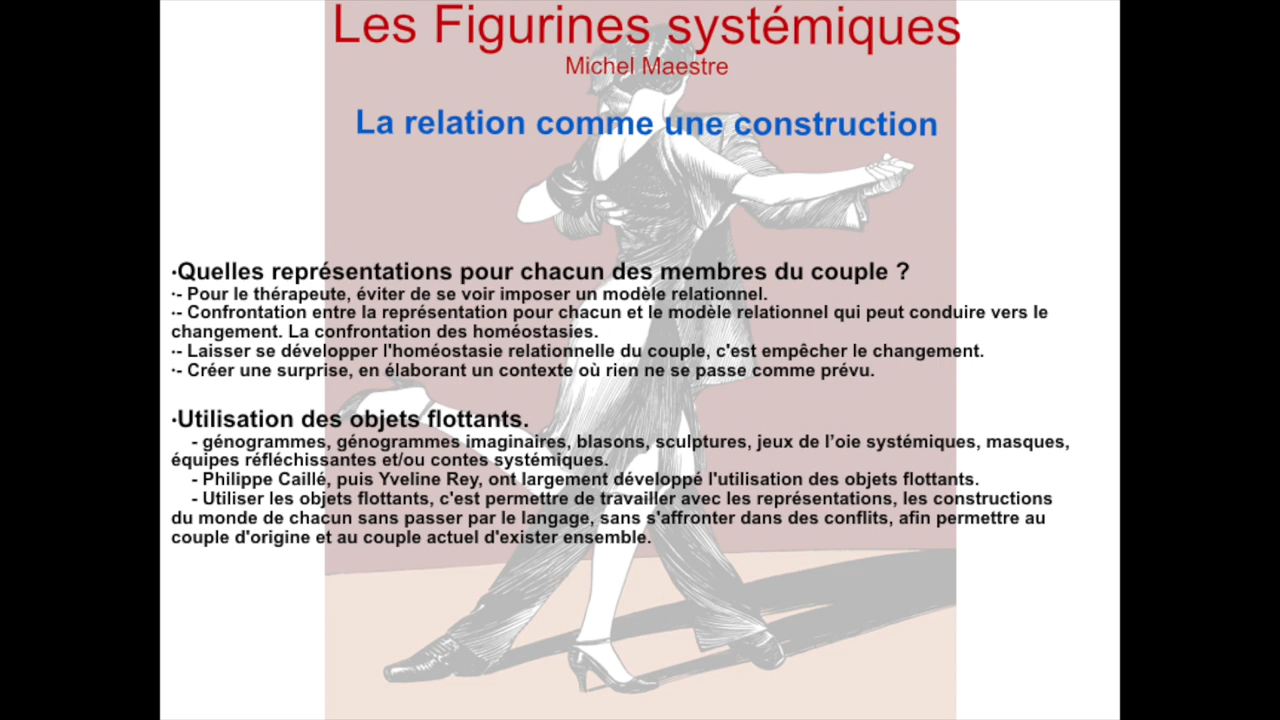 Les Figurines systémiques
Michel Maestre
La relation comme une construction
·Quelles représentations pour chacun des membres du couple ?
·- Pour le thérapeute, éviter de se voir imposer un modèle relationnel.
·- Confrontation entre la représentation pour chacun et le modèle relationnel qui peut conduire vers le
changement. La confrontation des homéostasies.
·- Laisser se développer l'homéostasie relationnelle du couple, c'est empêcher le changement.
·- Créer une surprise, en élaborant un contexte où rien ne se passe comme prévu.
·Utilisation des objets flottants.
- génogrammes, génogrammes imaginaires, blasons, sculptures, jeux de l’oie systémiques, masques,
équipes réfléchissantes et/ou contes systémiques.
- Philippe Caillé, puis Yveline Rey, ont largement développé l'utilisation des objets flottants.
- Utiliser les objets flottants, c'est permettre de travailler avec les représentations, les constructions
du monde de chacun sans passer par le langage, sans s'affronter dans des conflits, afin permettre au
couple d'origine et au couple actuel d'exister ensemble.